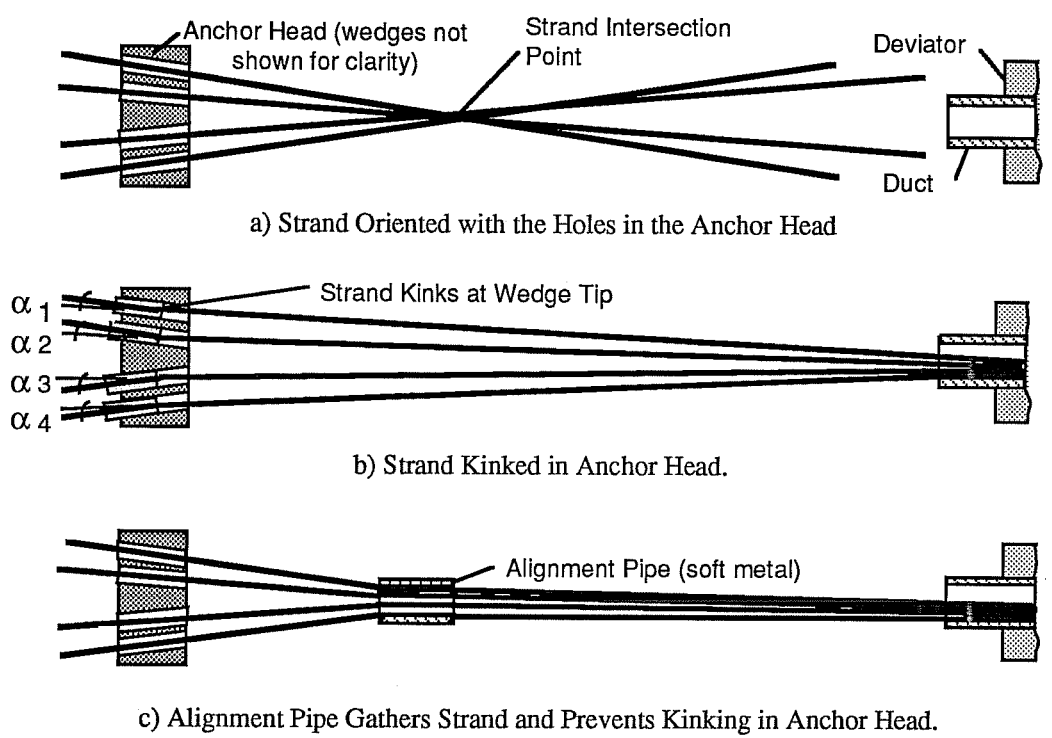 Anchor Head (wedges not
shown for clarity)
Strand Intersection
Point
Deviator
Duct
a) Strand Oriented with the Holes in the Anchor Head
α 1
α 2
α 3
α 4
Strand Kinks at Wedge Tip
b) Strand Kinked in Anchor Head.
Alignment Pipe (soft metal)
c) Alignment Pipe Gathers Strand and Prevents Kinking in Anchor Head.